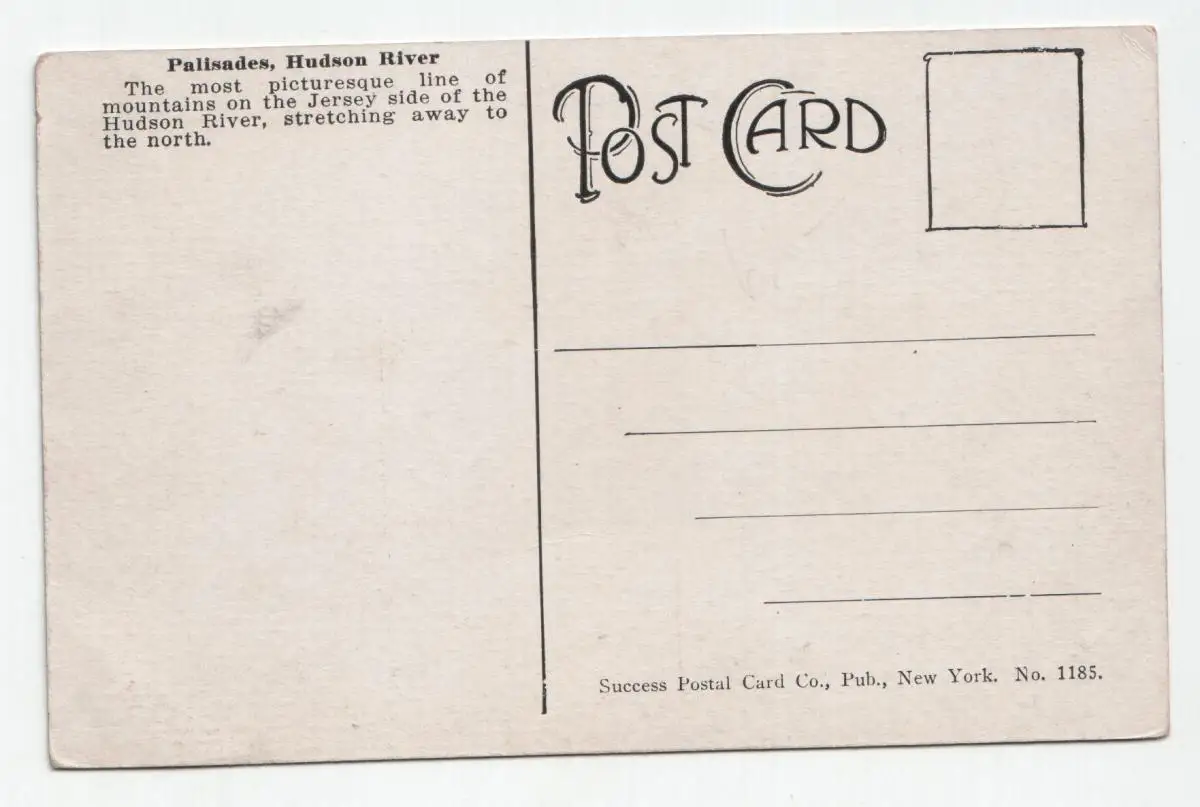 Palisades, Hudson River
The most picturesque line of
mountains on the Jersey side of the
Hudson River, stretching away to
the north.
POST CARD
Success Postal Card Co., Pub., New York. No. 1185.